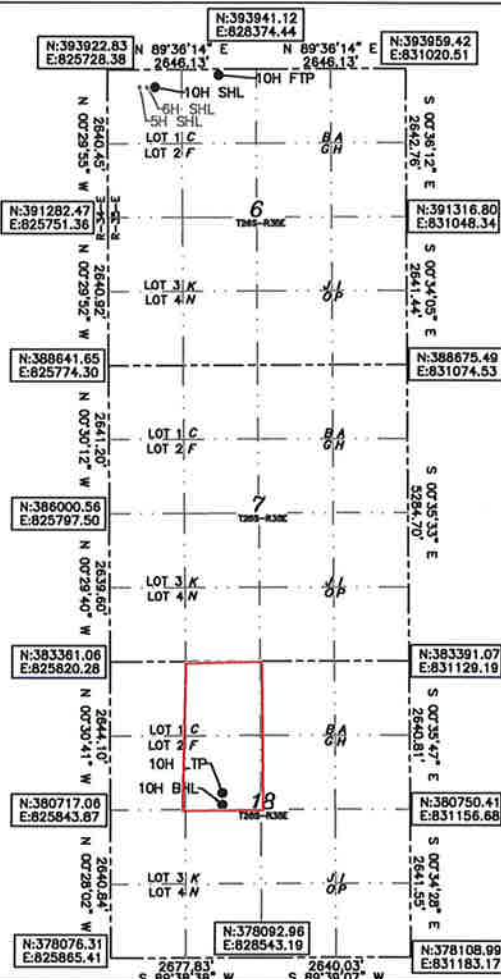 N:393941.12
E:828374.44
N:393922.83
E:825728.38
N 89'36'14" E
2646.13'
N 89'36'14" E
2646.13'
N:393959.42
E:831020.51
10H FTP
10H SHL
6H SHL
5H SHL
N 00'29'55" W
2640.45'
S 00'36'12" E
2642.76'
LOT 1 C
LOT 2 F
B A
G H
N:391282.47
E:825751.36
6
N:391316.80
E:831048.34
N 00'29'52" W
2640.92'
S 00'34'05" E
2641.44'
LOT 3 K
LOT 4 N
J I
O P
N:388641.65
E:825774.30
N:388675.49
E:831074.53
N 00'30'12" W
2641.20'
LOT 1 C
LOT 2 F
B A
G H
N:386000.56
E:825797.50
7
S 00'35'33" E
5284.70'
N 00'29'40" W
2639.60'
LOT 3 K
LOT 4 N
J I
O P
N:383361.06
E:825820.28
N:383391.07
E:831129.19
N 00'30'41" W
2644.10'
S 00'35'47" E
2640.81'
LOT 1 C
LOT 2 F
B A
G H
10H LTP
10H BHL
18
N:380717.06
E:825843.87
N:380750.41
E:831156.68
N 00'28'02" W
2640.84'
S 00'34'28" E
2641.55'
LOT 3 K
LOT 4 N
J I
O P
N:378092.96
E:828543.19
N:378076.31
E:825865.41
2677.83'
S 89'38'38" W
2640.03'
S 89'39'07" W
N:378108.99
E:831183.17